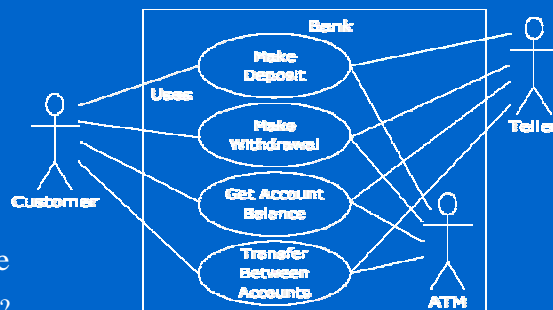 Bank
Make
Deposit
Uses
Make
Withdrawal
Teller
Customer
Get Account
Balance
Transfer
Between
Accounts
ATM
e
?